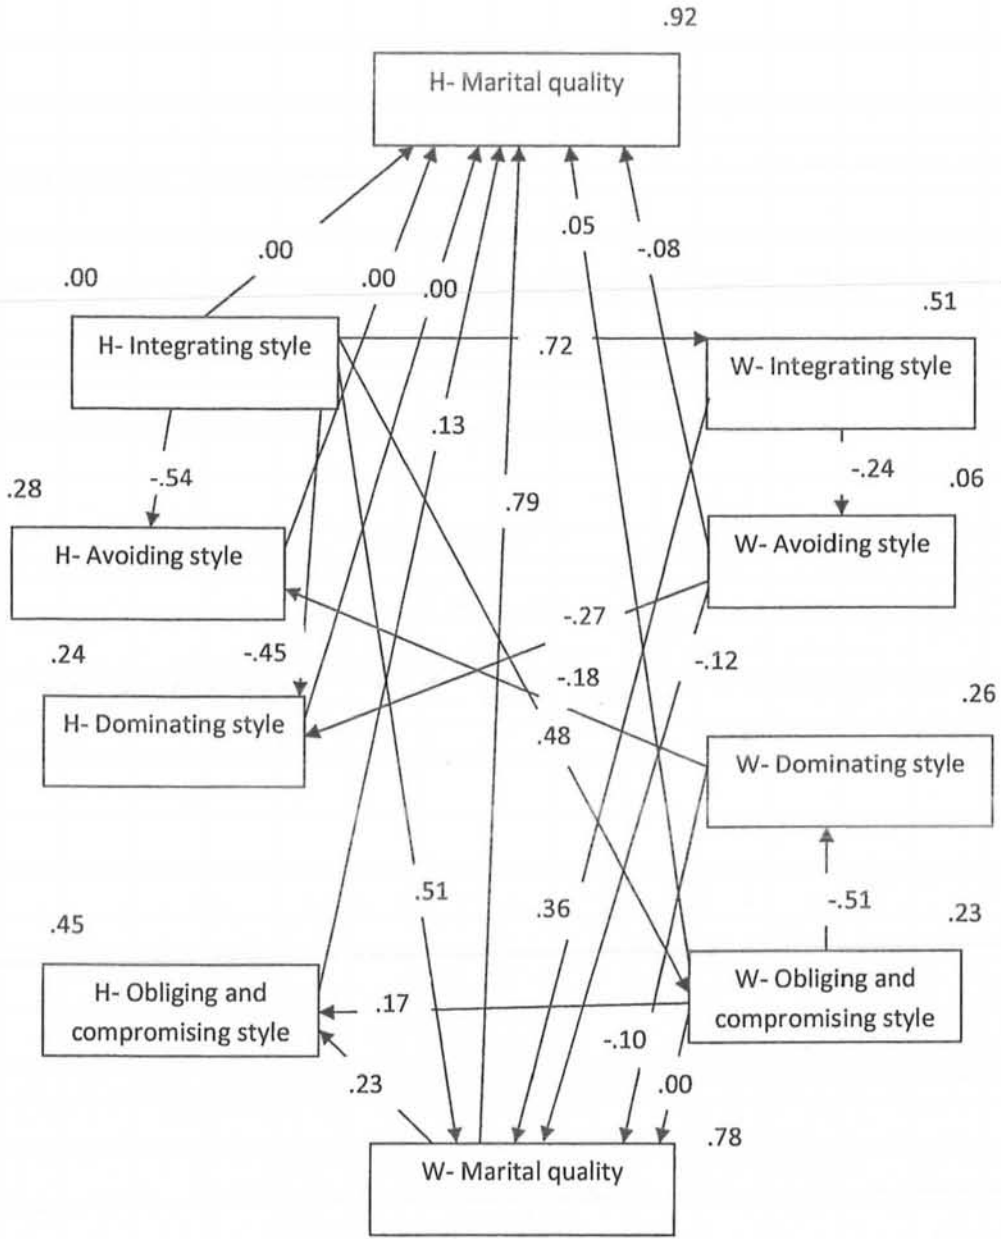 .92
H- Marital quality
.05
-.08
.00
.00
.00
.00
.51
H- Integrating style
.72
W- Integrating style
.13
-.54
-.24
.06
.28
.79
H- Avoiding style
W- Avoiding style
-.27
.24
-.45
-.12
-.18
.26
H- Dominating style
.48
W- Dominating style
.51
.36
-.51
.23
.45
H- Obliging and
compromising style
W- Obliging and
compromising style
.17
-.10
.23
.00
.78
W- Marital quality